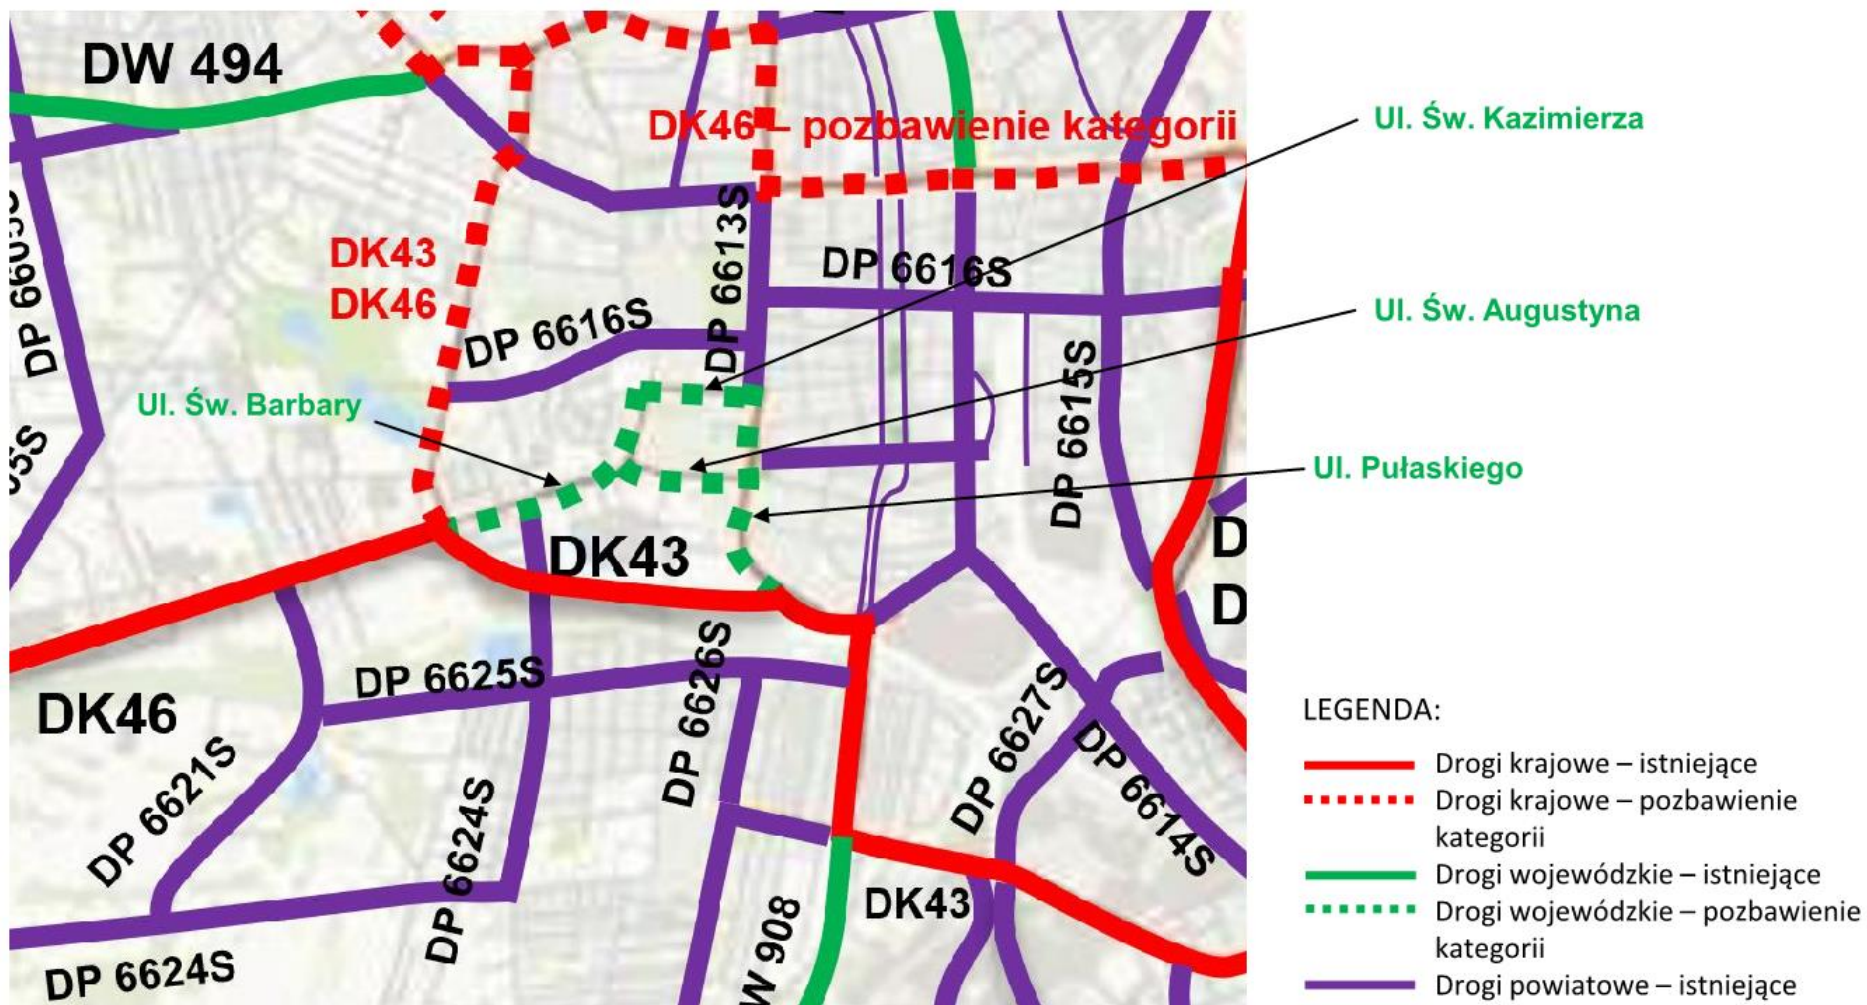 DW 494
DK46 – pozbawienie kategorii
Ul. Św. Kazimierza
DP 6613S
DK43
DK46
DP 6616S
DP 6616S
Ul. Św. Augustyna
Ul. Św. Barbary
DP 6615S
Ul. Pułaskiego
DK43
D
D
DP 6625S
DP 6626S
DK46
DP 6627S
DP 6614S
DP 6621S
DP 6624S
DK43
W 908
DP 6624S
LEGENDA:
Drogi krajowe – istniejące
Drogi krajowe – pozbawienie
kategorii
Drogi wojewódzkie – istniejące
Drogi wojewódzkie – pozbawienie
kategorii
Drogi powiatowe – istniejące